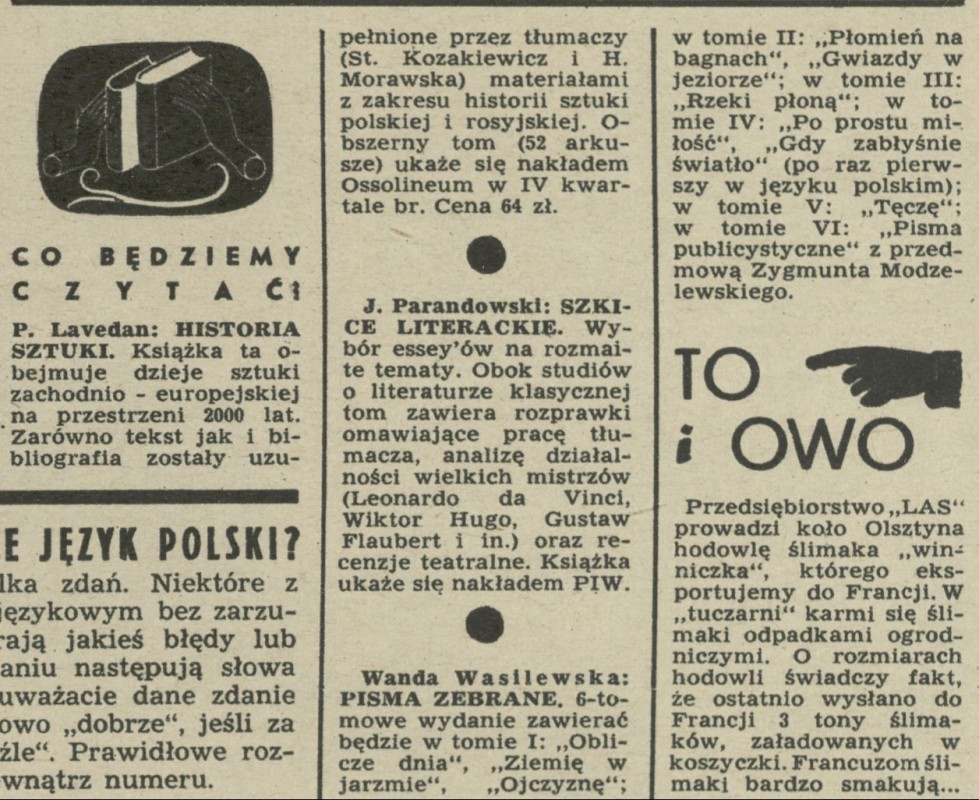 CO BĘDZIEMY
CZYTAĆ?
P. Lavedan: HISTORIA
SZTUKI. Książka ta o-
bejmuje dzieje sztuki
zachodnio - europejskiej
na przestrzeni 2000 lat.
Zarówno tekst jak i bi-
bliografia zostały uzu-
pełnione przez tłumaczy
(St. Kozakiewicz i H.
Morawska) materiałami
z zakresu historii sztuki
polskiej i rosyjskiej. O-
bszerny tom (52 arku-
sze) ukaże się nakładem
Ossolineum w IV kwar-
tale br. Cena 64 zł.
J. Parandowski: SZKI-
CE LITERACKIE. Wy-
bór essey'ów na rozmai-
te tematy. Obok studiów
o literaturze klasycznej
tom zawiera rozprawki
omawiające pracę tłu-
macza, analizę działal-
ności wielkich mistrzów
(Leonardo da Vinci,
Wiktor Hugo, Gustaw
Flaubert i in.) oraz re-
cenzje teatralne. Książka
ukaże się nakładem PIW.
Wanda Wasilewska:
PISMA ZEBRANE. 6-to-
mowe wydanie zawierać
będzie w tomie I: „Obli-
cze dnia“, „Ziemię w
jarzmie“, „Ojczyznę“;
w tomie II: „Płomień na
bagnach“, „Gwiazdy w
jeziorze“; w tomie III:
„Rzeki płoną“; w to-
mie IV: „Po prostu mi-
łość“, „Gdy zabłyśnie
światło“ (po raz pierw-
szy w języku polskim);
w tomie V: „Tęczę“;
w tomie VI: „Pisma
publicystyczne“ z przed-
mową Zygmunta Modze-
lewskiego.
TO
i OWO
Przedsiębiorstwo „LAS“
prowadzi koło Olsztyna
hodowlę ślimaka „win-
niczka“, którego eks-
portujemy do Francji. W
„tuczarni“ karmi się śli-
maki odpadkami ogrod-
niczymi. O rozmiarach
hodowli świadczy fakt,
że ostatnio wysłano do
Francji 3 tony ślima-
ków, załadowanych w
koszyczki. Francuzom śli-
maki bardzo smakują...
E JĘZYK POLSKI?
lka zdań. Niektóre z
językowym bez zarzu-
rają jakieś błędy lub
aniu następują słowa
uważacie dane zdanie
owo „dobrze“, jeśli za
źle“. Prawidłowe roz-
ewnątrz numeru.